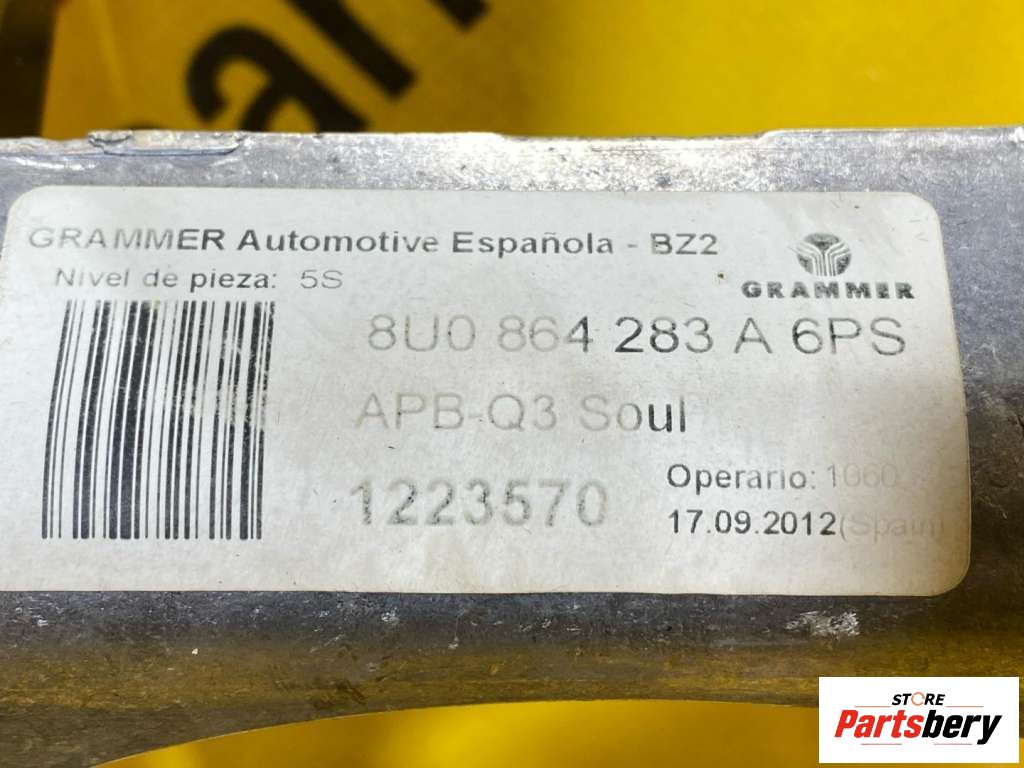 GRAMMER Automotive Española - BZ2
Nivel de pieza: 5S
GRAMMER
8U0 864 283 A 6PS
APB-Q3 Soul
1223570
Operario: 1060
17.09.2012(Spain)
STORE
Partsbery